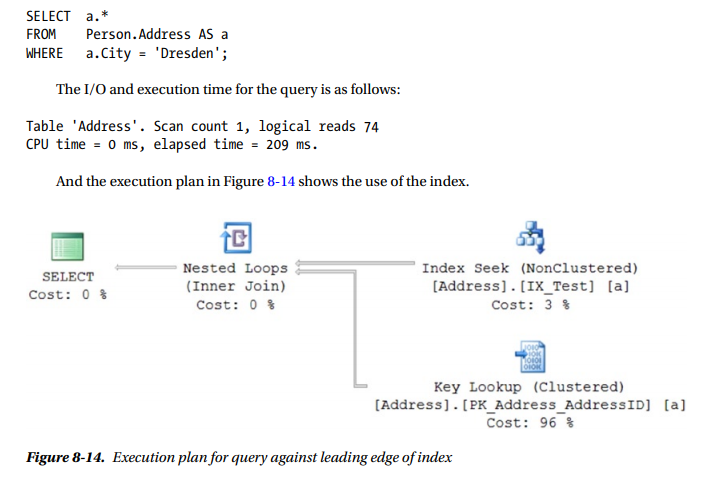 SELECT a.*
FROM Person.Address AS a
WHERE a.City = 'Dresden';
The I/O and execution time for the query is as follows:
Table 'Address'. Scan count 1, logical reads 74
CPU time = 0 ms, elapsed time = 209 ms.
And the execution plan in Figure 8-14 shows the use of the index.
SELECT
Cost: 0 %
Nested Loops
(Inner Join)
Cost: 0 %
Index Seek (NonClustered)
[Address].[IX_Test] [a]
Cost: 3 %
Key Lookup (Clustered)
[Address].[PK_Address_AddressID] [a]
Cost: 96 %
Figure 8-14. Execution plan for query against leading edge of index